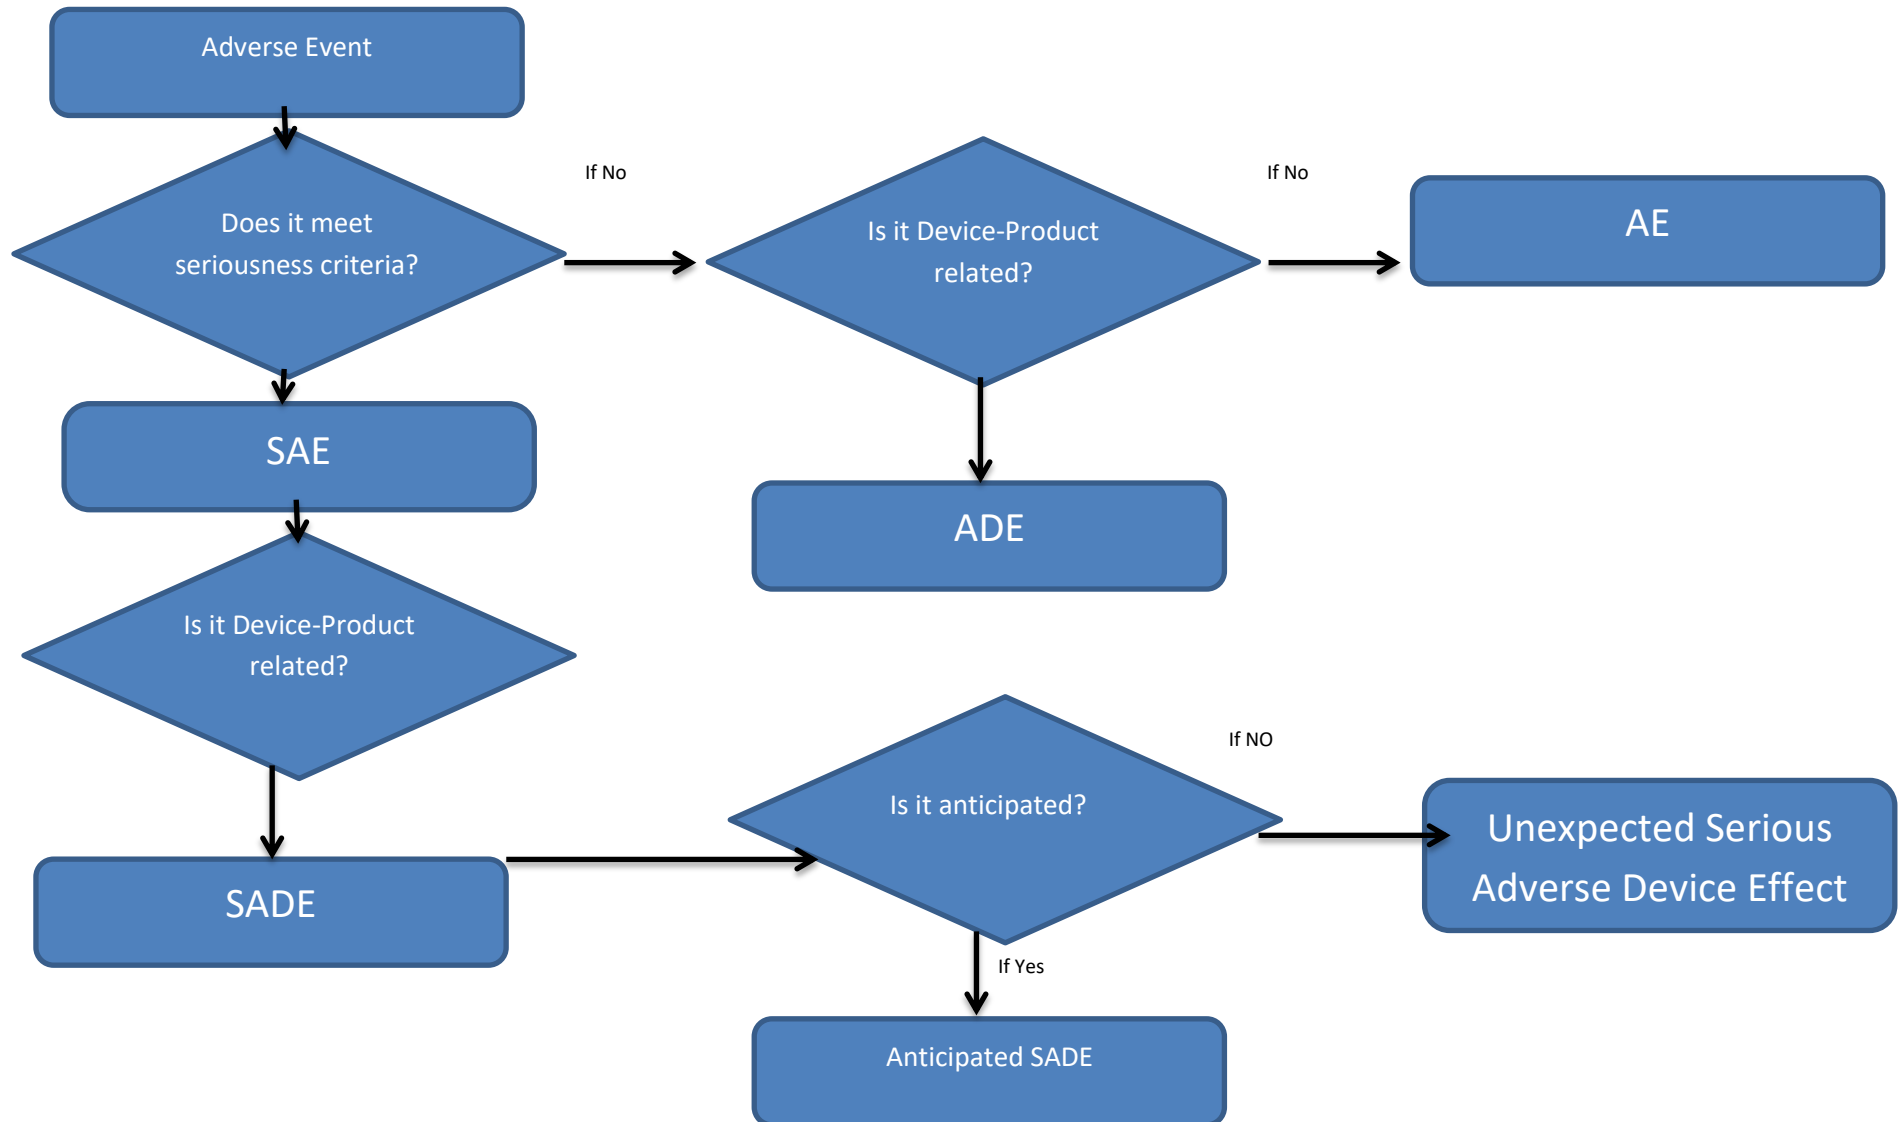 Adverse Event
Does it meet
seriousness criteria?
If No
Is it Device-Product
related?
If No
AE
SAE
ADE
Is it Device-Product
related?
SADE
Is it anticipated?
If NO
Unexpected Serious
Adverse Device Effect
If Yes
Anticipated SADE